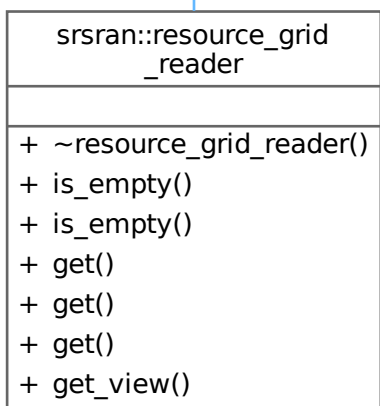 srsran::resource_grid
_reader
+ ~resource_grid_reader()
+ is_empty()
+ is_empty()
+ get()
+ get()
+ get()
+ get_view()